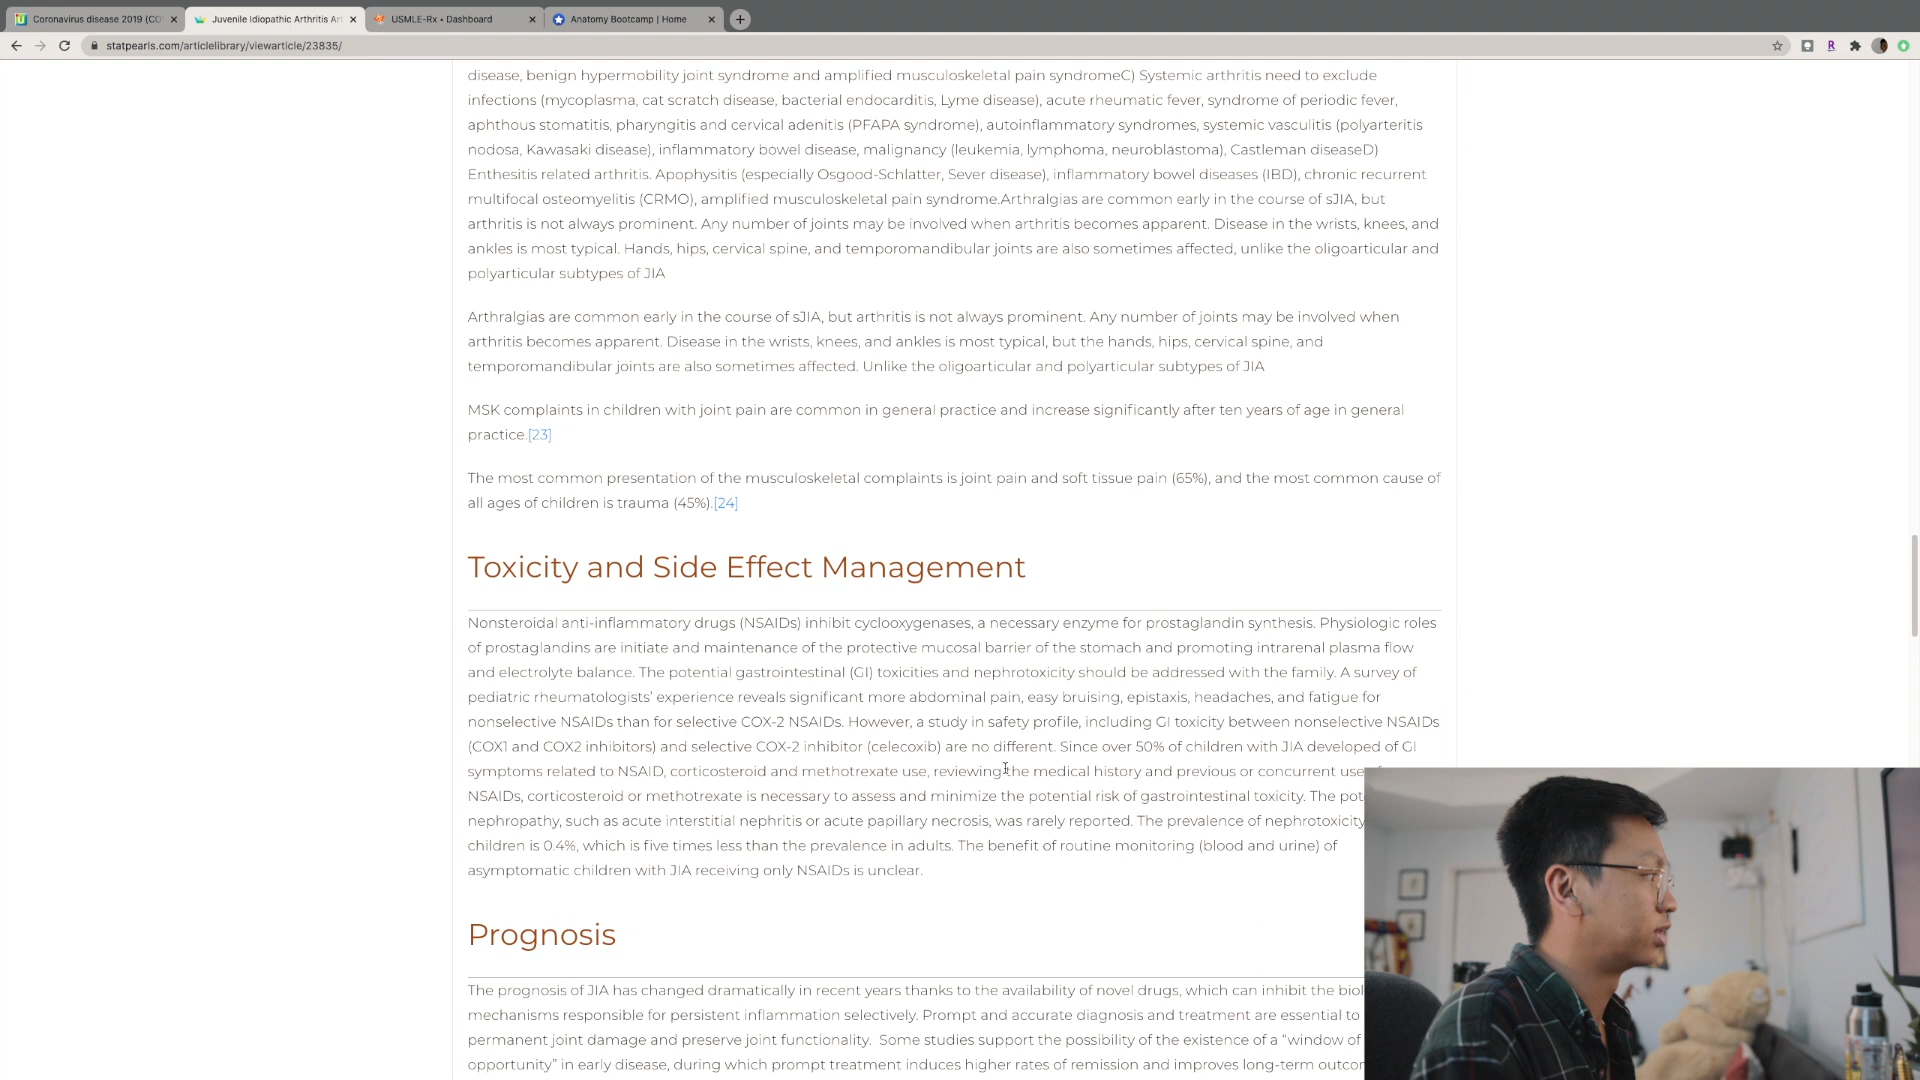 Coronavirus disease 2019 (CO
Juvenile Idiopathic Arthritis Art
USMLE-Rx • Dashboard
Anatomy Bootcamp | Home
statpearls.com/articlelibrary/viewarticle/23835/
disease, benign hypermobility joint syndrome and amplified musculoskeletal pain syndromeC) Systemic arthritis need to exclude
infections (mycoplasma, cat scratch disease, bacterial endocarditis, Lyme disease), acute rheumatic fever, syndrome of periodic fever,
aphthous stomatitis, pharyngitis and cervical adenitis (PFAPA syndrome), autoinflammatory syndromes, systemic vasculitis (polyarteritis
nodosa, Kawasaki disease), inflammatory bowel disease, malignancy (leukemia, lymphoma, neuroblastoma), Castleman diseaseD)
Enthesitis related arthritis. Apophysitis (especially Osgood-Schlatter, Sever disease), inflammatory bowel diseases (IBD), chronic recurrent
multifocal osteomyelitis (CRMO), amplified musculoskeletal pain syndrome.Arthralgias are common early in the course of sJIA, but
arthritis is not always prominent. Any number of joints may be involved when arthritis becomes apparent. Disease in the wrists, knees, and
ankles is most typical. Hands, hips, cervical spine, and temporomandibular joints are also sometimes affected, unlike the oligoarticular and
polyarticular subtypes of JIA
Arthralgias are common early in the course of sJIA, but arthritis is not always prominent. Any number of joints may be involved when
arthritis becomes apparent. Disease in the wrists, knees, and ankles is most typical, but the hands, hips, cervical spine, and
temporomandibular joints are also sometimes affected. Unlike the oligoarticular and polyarticular subtypes of JIA
MSK complaints in children with joint pain are common in general practice and increase significantly after ten years of age in general
practice.[23]
The most common presentation of the musculoskeletal complaints is joint pain and soft tissue pain (65%), and the most common cause of
all ages of children is trauma (45%).[24]
Toxicity and Side Effect Management
Nonsteroidal anti-inflammatory drugs (NSAIDs) inhibit cyclooxygenases, a necessary enzyme for prostaglandin synthesis. Physiologic roles
of prostaglandins are initiate and maintenance of the protective mucosal barrier of the stomach and promoting intrarenal plasma flow
and electrolyte balance. The potential gastrointestinal (GI) toxicities and nephrotoxicity should be addressed with the family. A survey of
pediatric rheumatologists' experience reveals significant more abdominal pain, easy bruising, epistaxis, headaches, and fatigue for
nonselective NSAIDs than for selective COX-2 NSAIDs. However, a study in safety profile, including GI toxicity between nonselective NSAIDs
(COX1 and COX2 inhibitors) and selective COX-2 inhibitor (celecoxib) are no different. Since over 50% of children with JIA developed of GI
symptoms related to NSAID, corticosteroid and methotrexate use, reviewing the medical history and previous or concurrent use
NSAIDs, corticosteroid or methotrexate is necessary to assess and minimize the potential risk of gastrointestinal toxicity. The pot
nephropathy, such as acute interstitial nephritis or acute papillary necrosis, was rarely reported. The prevalence of nephrotoxicity
children is 0.4%, which is five times less than the prevalence in adults. The benefit of routine monitoring (blood and urine) of
asymptomatic children with JIA receiving only NSAIDs is unclear.
Prognosis
The prognosis of JIA has changed dramatically in recent years thanks to the availability of novel drugs, which can inhibit the biol
mechanisms responsible for persistent inflammation selectively. Prompt and accurate diagnosis and treatment are essential to
permanent joint damage and preserve joint functionality. Some studies support the possibility of the existence of a "window of
opportunity" in early disease, during which prompt treatment induces higher rates of remission and improves long-term outcor